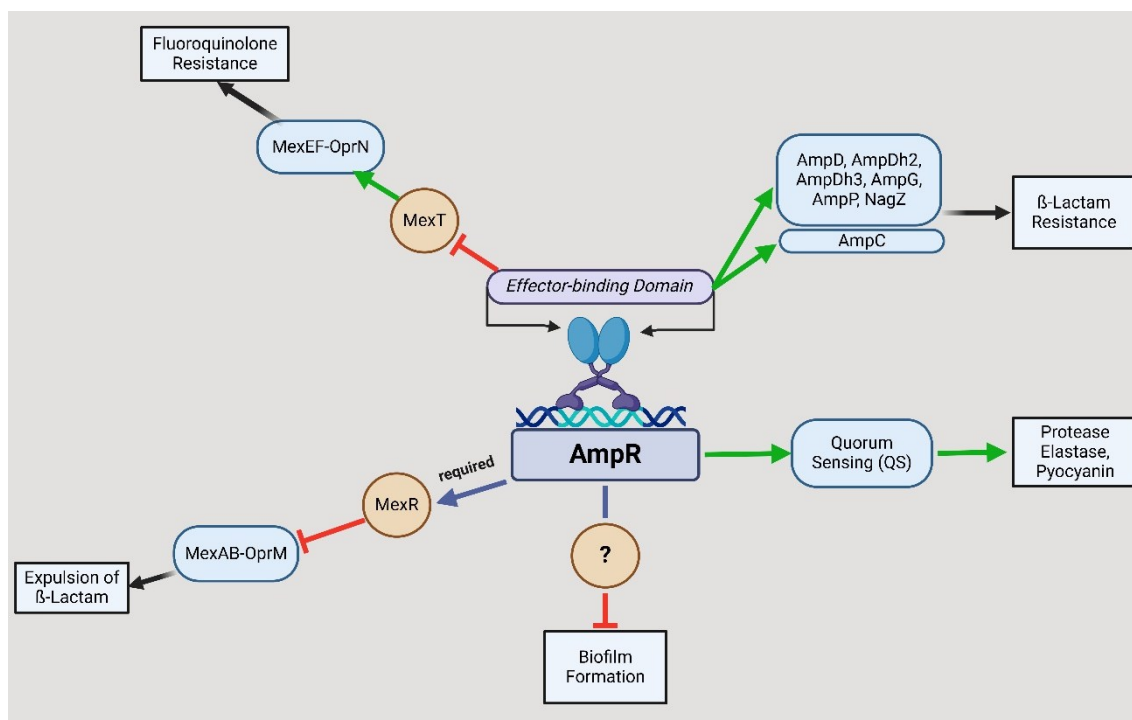 Fluoroquinolone
Resistance
MexEF-OprN
MexT
AmpD, AmpDh2,
AmpDh3, AmpG,
AmpP, NagZ
AmpC
ß-Lactam
Resistance
Effector-binding Domain
AmpR
required
MexR
MexAB-OprM
Expulsion of
ß-Lactam
?
Biofilm
Formation
Quorum
Sensing (QS)
Protease
Elastase,
Pyocyanin